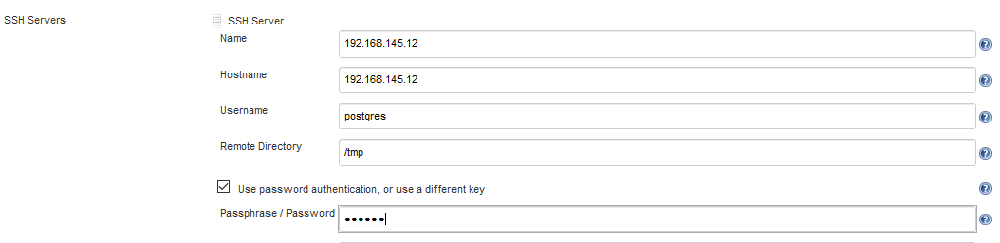 SSH Servers
SSH Server
Name
192.168.145.12
Hostname
192.168.145.12
Username
postgres
Remote Directory
/tmp
Use password authentication, or use a different key
Passphrase / Password
••••••